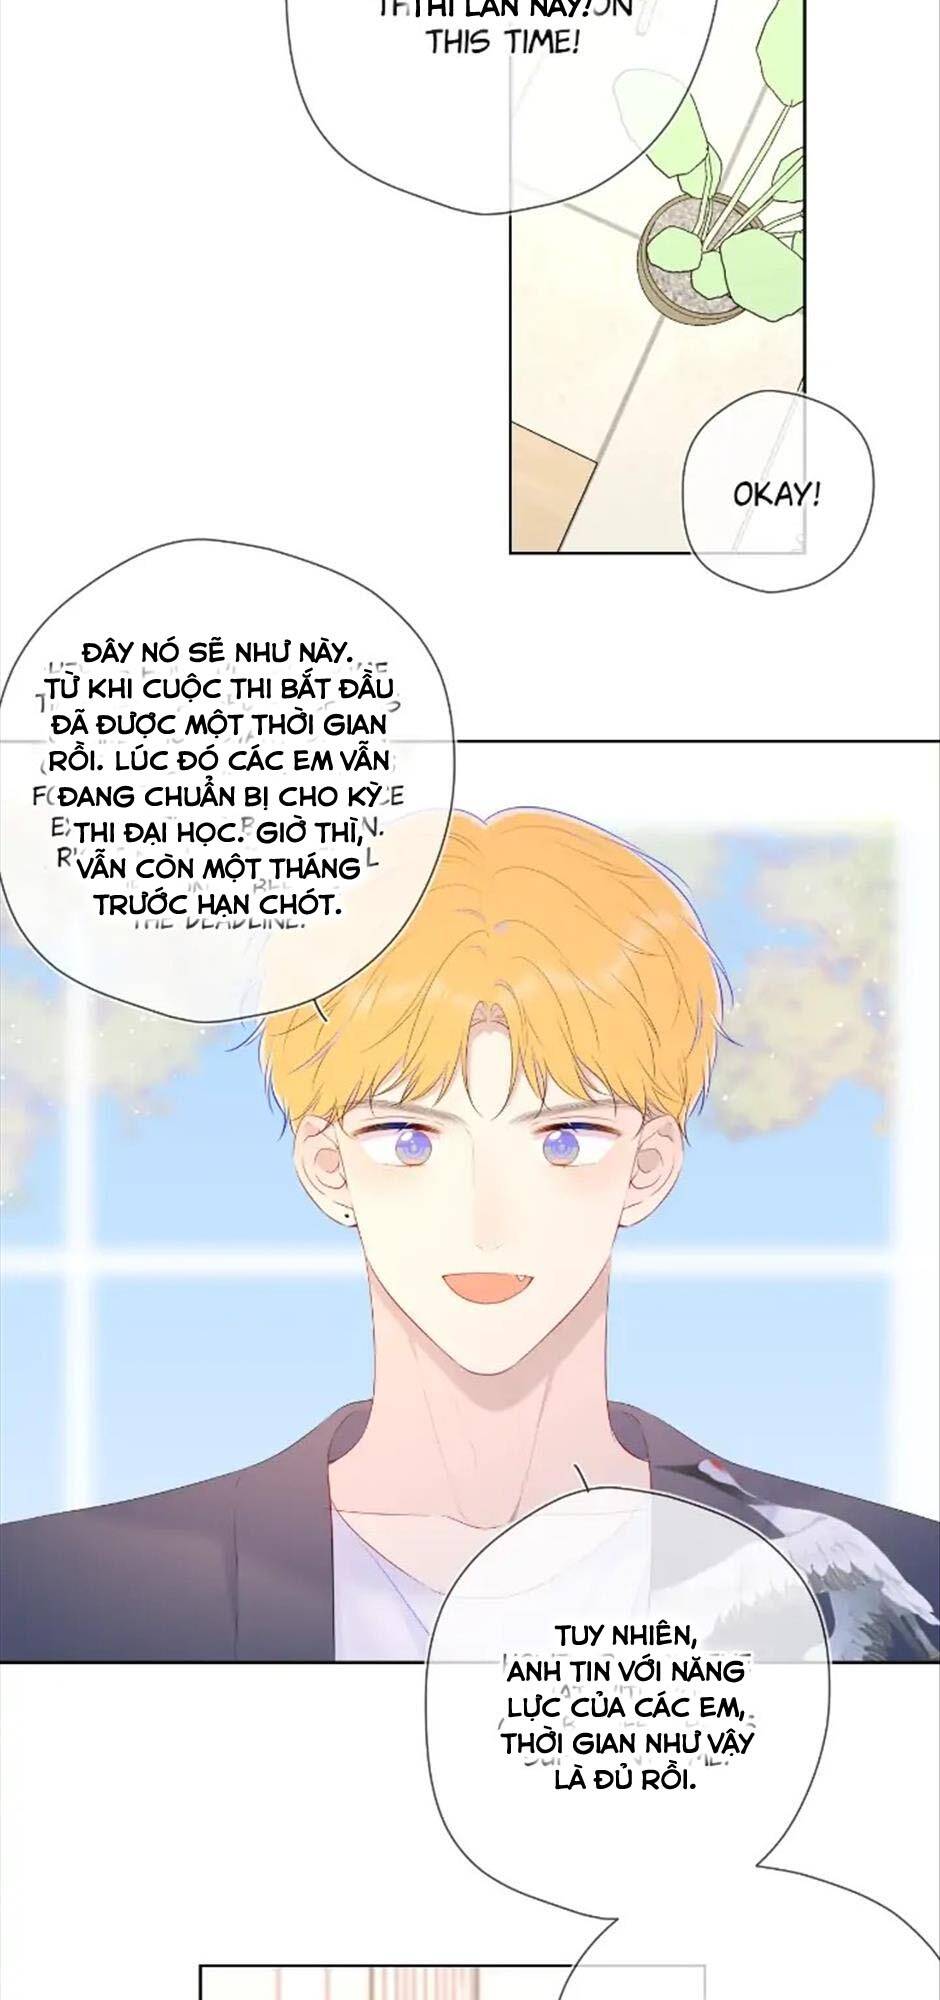 THI LẦN NÀY!
THIS TIME!
OKAY!
ĐÂY NÓ SẼ NHƯ NÀY.
TỪ KHI CUỘC THI BẮT ĐẦU
ĐÃ ĐƯỢC MỘT THỜI GIAN
RỒI. LÚC ĐÓ CÁC EM VẪN
ĐANG CHUẨN BỊ CHO KỲ
THI ĐẠI HỌC. GIỜ THÌ,
VẪN CÒN MỘT THÁNG
TRƯỚC HẠN CHÓT.
THE DEADLINE.
TUY NHIÊN,
ANH TIN VỚI NĂNG
LỰC CỦA CÁC EM,
THỜI GIAN NHƯ VẬY
LÀ ĐỦ RỒI.